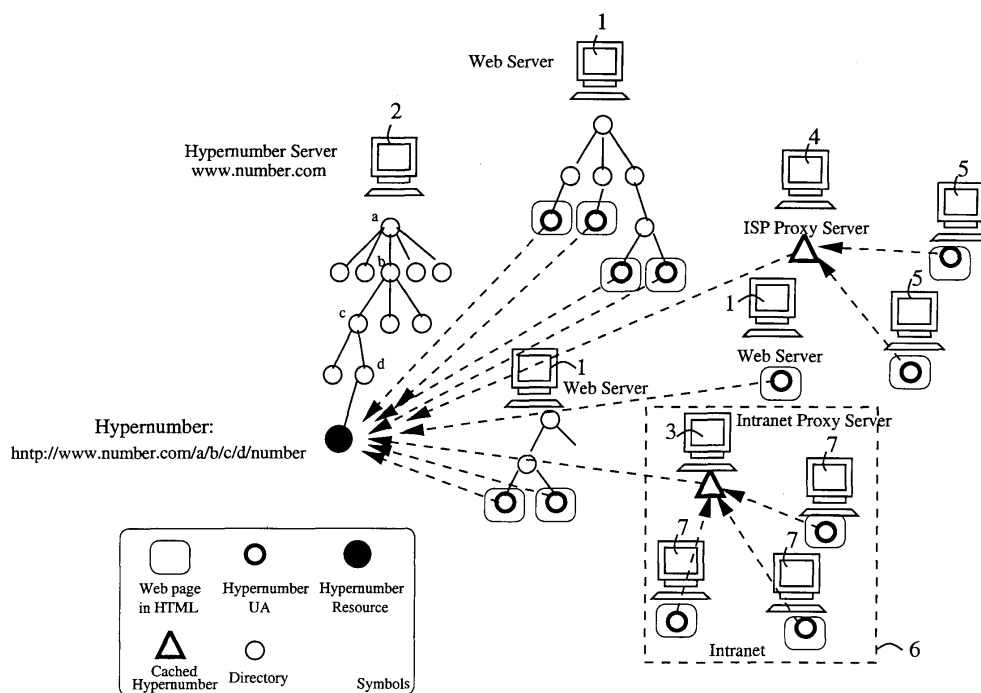 1
Web Server
2
Hypernumber Server
www.number.com
4
5
ISP Proxy Server
a
b
c
d
5
1
Web Server
1
Web Server
Hypernumber:
hntp://www.number.com/a/b/c/d/number
3
Intranet Proxy Server
7
7
7
Intranet
6
Web page
in HTML
Hypernumber
UA
Hypernumber
Resource
Cached
Hypernumber
Directory
Symbols